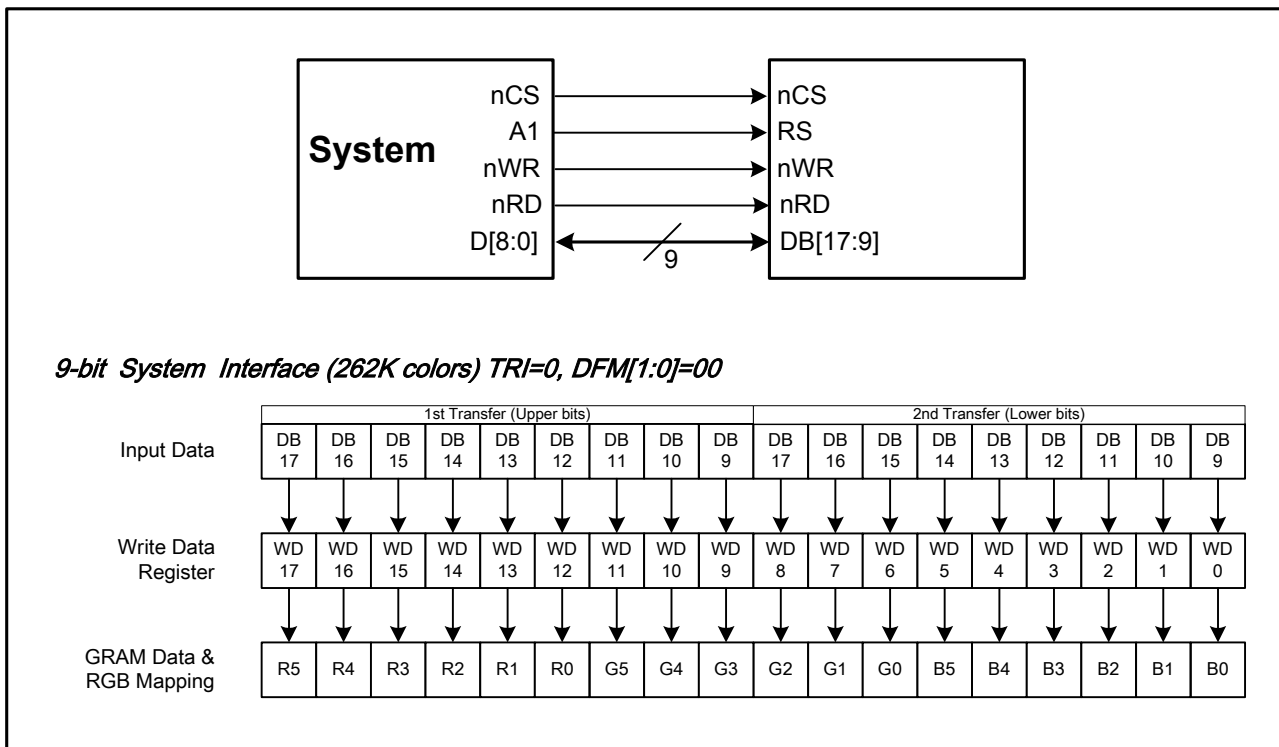 System
nCS nCS
A1 RS
nWR nWR
nRD nRD
D[8:0] DB[17:9]
9
9-bit System Interface (262K colors) TRI=0, DFM[1:0]=00
1st Transfer (Upper bits) 2nd Transfer (Lower bits)
Input Data
DB DB DB DB DB DB DB DB DB DB DB DB DB DB DB DB DB DB
17 16 15 14 13 12 11 10 9 17 16 15 14 13 12 11 10 9
Write Data
Register
WD WD WD WD WD WD WD WD WD WD WD WD WD WD WD WD WD WD
17 16 15 14 13 12 11 10 9 8 7 6 5 4 3 2 1 0
GRAM Data &
RGB Mapping
R5 R4 R3 R2 R1 R0 G5 G4 G3 G2 G1 G0 B5 B4 B3 B2 B1 B0